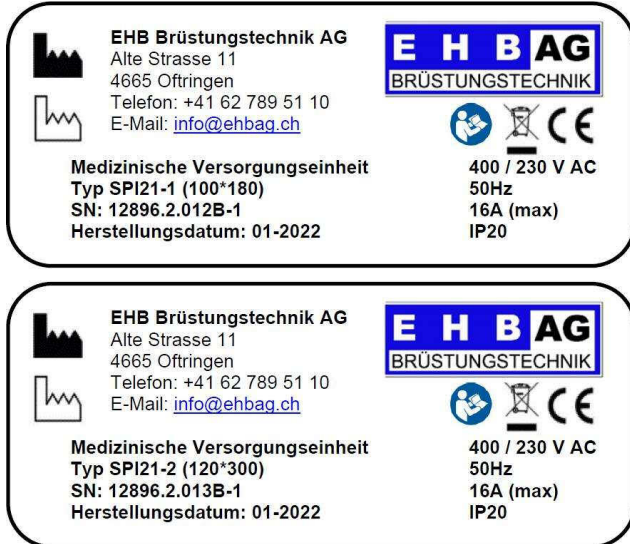 EHB Brüstungstechnik AG
Alte Strasse 11
4665 Oftringen
Telefon: +41 62 789 51 10
E-Mail: info@ehbag.ch
E H B AG
BRÜSTUNGSTECHNIK
CE
Medizinische Versorgungseinheit 400 / 230 V AC
Typ SPI21-1 (100*180) 50Hz
SN: 12896.2.012B-1 16A (max)
Herstellungsdatum: 01-2022 IP20
EHB Brüstungstechnik AG
Alte Strasse 11
4665 Oftringen
Telefon: +41 62 789 51 10
E-Mail: info@ehbag.ch
E H B AG
BRÜSTUNGSTECHNIK
CE
Medizinische Versorgungseinheit 400 / 230 V AC
Typ SPI21-2 (120*300) 50Hz
SN: 12896.2.013B-1 16A (max)
Herstellungsdatum: 01-2022 IP20